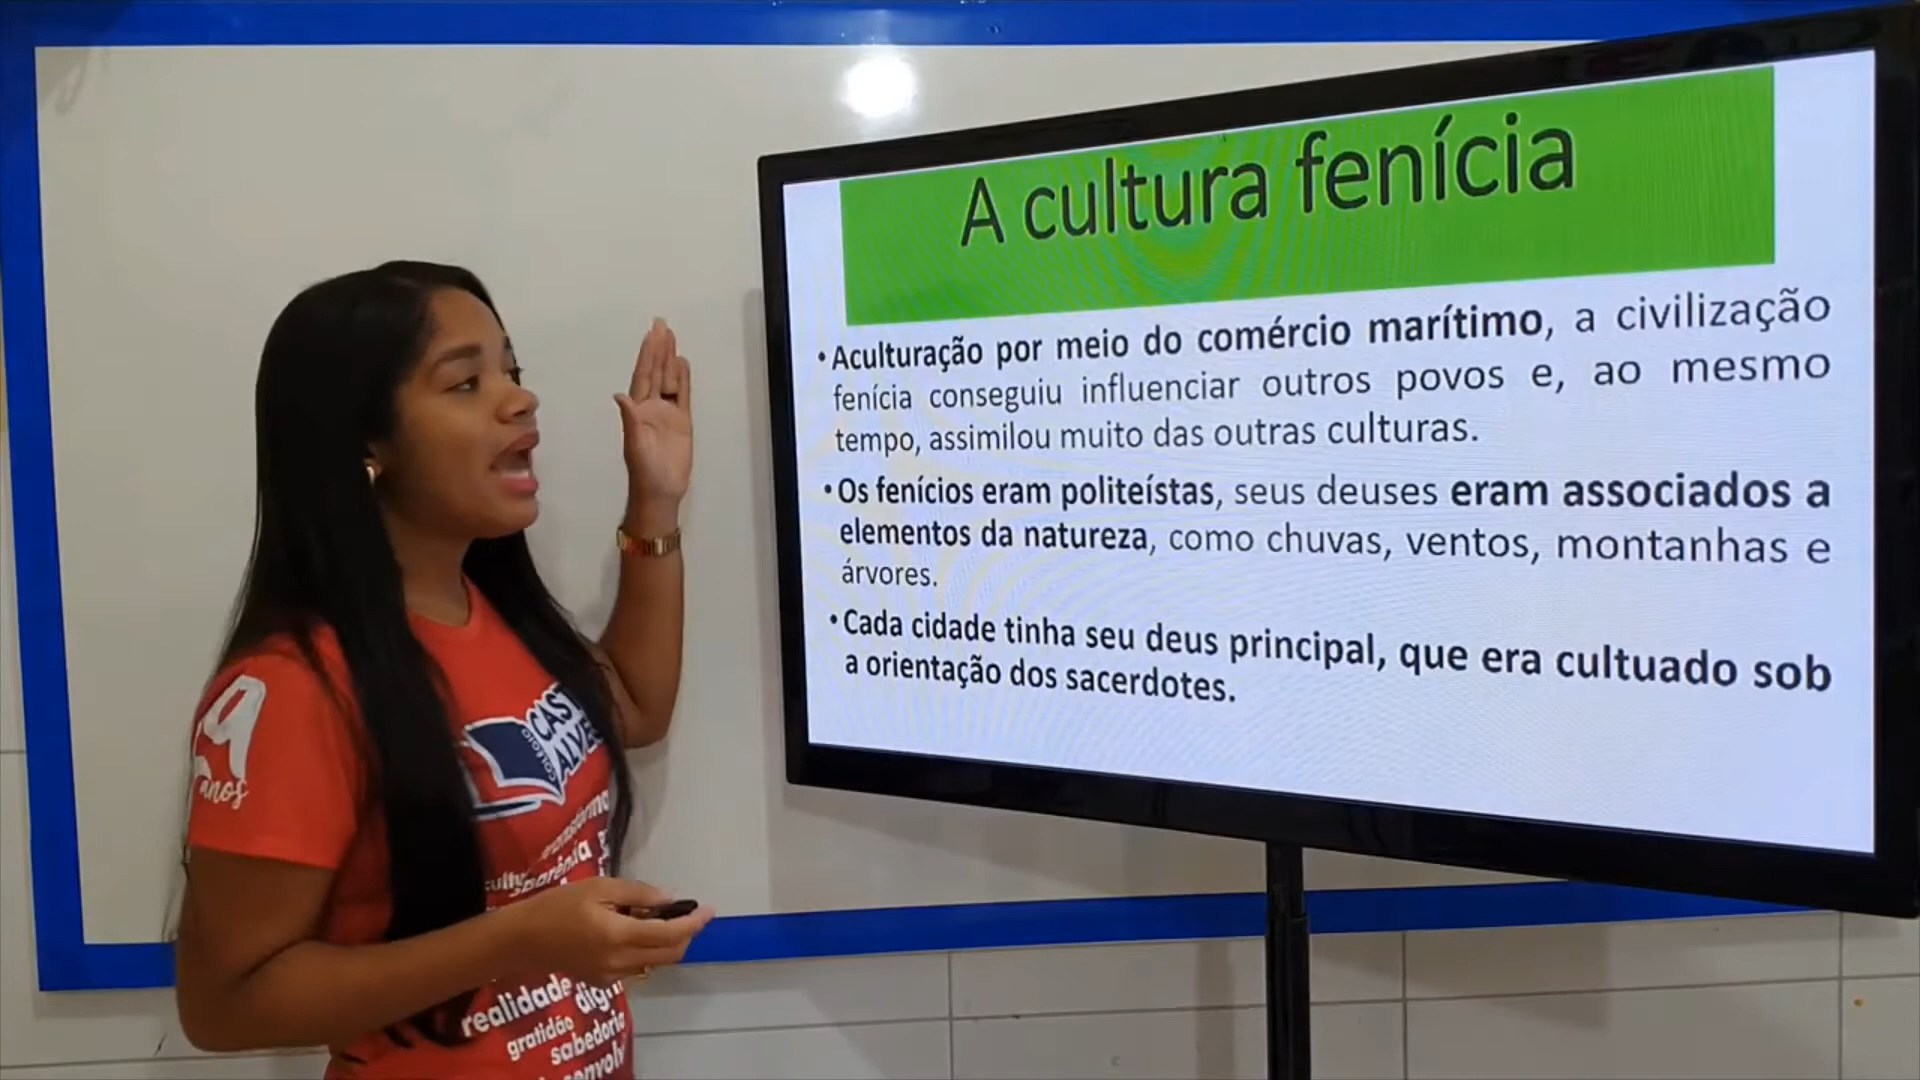 A cultura fenícia
•Aculturação por meio do comércio marítimo, a civilização
fenícia conseguiu influenciar outros povos e, ao mesmo
tempo, assimilou muito das outras culturas.
•Os fenícios eram politeístas, seus deuses eram associados a
elementos da natureza, como chuvas, ventos, montanhas e
árvores.
•Cada cidade tinha seu deus principal, que era cultuado sob
a orientação dos sacerdotes.
anos
COLÉGIO
realidade
gratidão
sabedoria